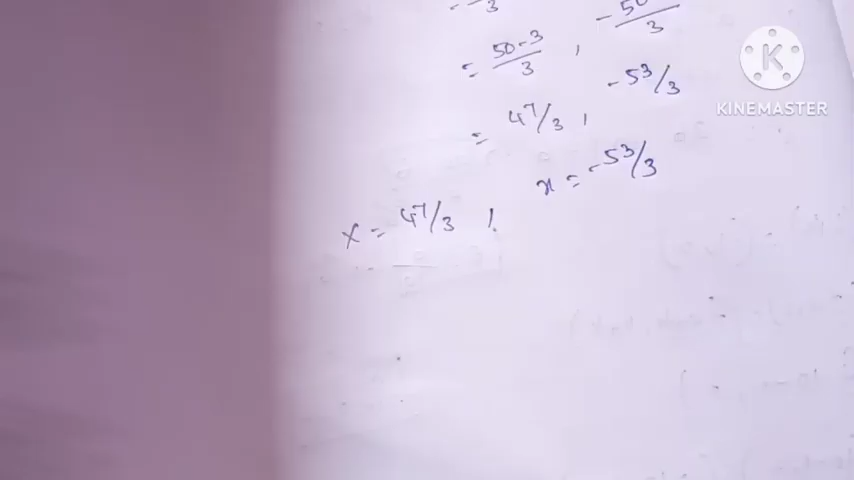 = 50-3/3 , -50/3
= 47/3 , -53/3
x = 47/3 , x = -53/3
K
KINEMASTER